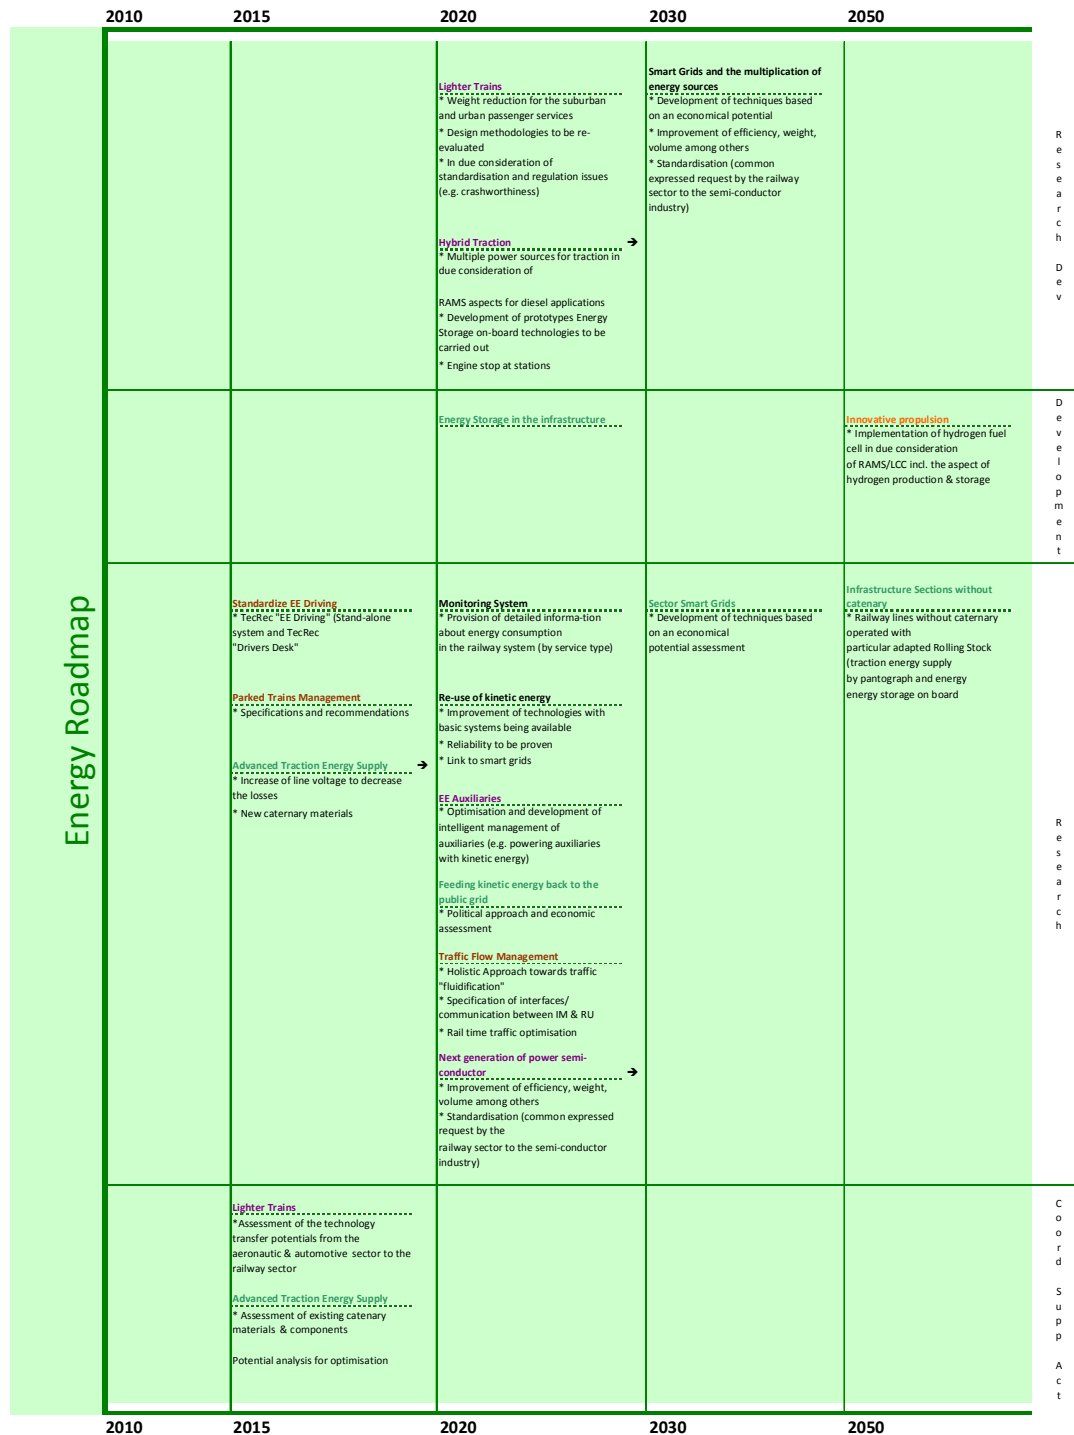 2010 2015 2020 2030 2050
Energy Roadmap
Lighter Trains
* Weight reduction for the suburban
and urban passenger services
* Design methodologies to be re-
evaluated
* In due consideration of
standardisation and regulation issues
(e.g. crashworthiness)
Hybrid Traction ➔
* Multiple power sources for traction in
due consideration of
RAMS aspects for diesel applications
* Development of prototypes Energy
Storage on-board technologies to be
carried out
* Engine stop at stations
Smart Grids and the multiplication of
energy sources
* Development of techniques based
on an economical potential
* Improvement of efficiency, weight,
volume among others
* Standardisation (common
expressed request by the railway
sector to the semi-conductor
industry)
Research Dev
Energy Storage in the infrastructure
Innovative propulsion
* Implementation of hydrogen fuel
cell in due consideration
of RAMS/LCC incl. the aspect of
hydrogen production & storage
Development
Standardize EE Driving
* TecRec "EE Driving" (Stand-alone
system and TecRec
"Drivers Desk"
Parked Trains Management
* Specifications and recommendations
Advanced Traction Energy Supply ➔
* Increase of line voltage to decrease
the losses
* New caternary materials
Monitoring System
* Provision of detailed informa-tion
about energy consumption
in the railway system (by service type)
Re-use of kinetic energy
* Improvement of technologies with
basic systems being available
* Reliability to be proven
* Link to smart grids
EE Auxiliaries
* Optimisation and development of
intelligent management of
auxiliaries (e.g. powering auxiliaries
with kinetic energy)
Feeding kinetic energy back to the
public grid
* Political approach and economic
assessment
Traffic Flow Management
* Holistic Approach towards traffic
"fluidification"
* Specification of interfaces/
communication between IM & RU
* Rail time traffic optimisation
Next generation of power semi-
conductor ➔
* Improvement of efficiency, weight,
volume among others
* Standardisation (common expressed
request by the
railway sector to the semi-conductor
industry)
Sector Smart Grids
* Development of techniques based
on an economical
potential assessment
Infrastructure Sections without
catenary
* Railway lines without caternary
operated with
particular adapted Rolling Stock
(traction energy supply
by pantograph and energy
energy storage on board
Research
Lighter Trains
*Assessment of the technology
transfer potentials from the
aeronautic & automotive sector to the
railway sector
Advanced Traction Energy Supply
* Assessment of existing catenary
materials & components
Potential analysis for optimisation
Coord Supp Act
2010 2015 2020 2030 2050